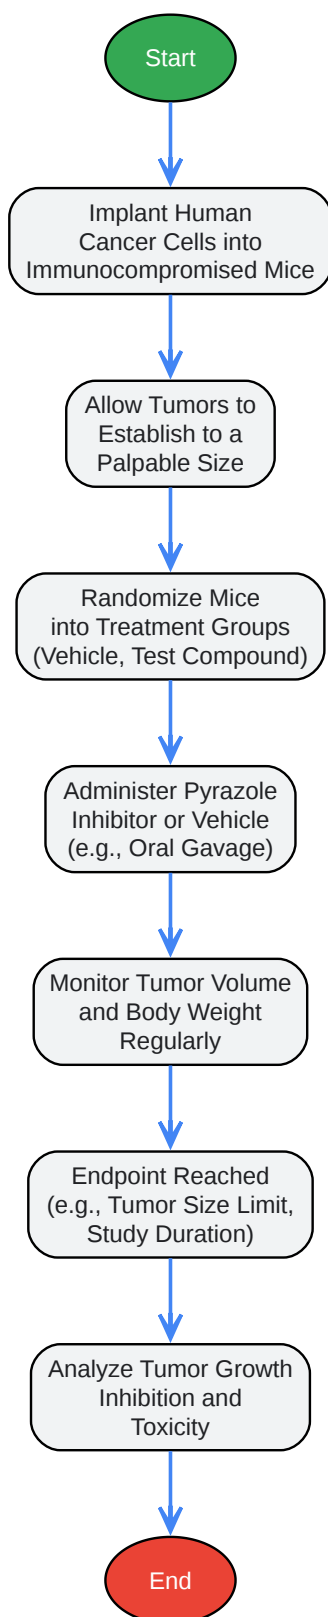 Start
Implant Human
Cancer Cells into
Immunocompromised Mice
Allow Tumors to
Establish to a
Palpable Size
Randomize Mice
into Treatment Groups
(Vehicle, Test Compound)
Administer Pyrazole
Inhibitor or Vehicle
(e.g., Oral Gavage)
Monitor Tumor Volume
and Body Weight
Regularly
Endpoint Reached
(e.g., Tumor Size Limit,
Study Duration)
Analyze Tumor Growth
Inhibition and
Toxicity
End